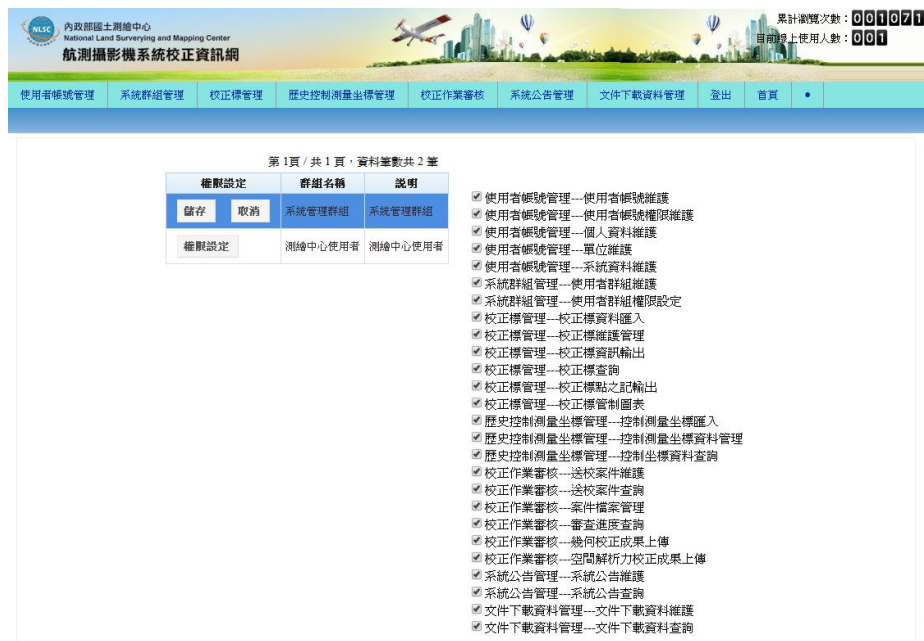 NLSC
內政部國土測繪中心
National Land Surverying and Mapping Center
航測攝影機系統校正資訊網
累計瀏覽次數：001071
目前線上使用人數：001
使用者帳號管理 系統群組管理 校正標管理 歷史控制測量坐標管理 校正作業審核 系統公告管理 文件下載資料管理 登出 首頁 •
第 1頁 / 共 1 頁，資料筆數共 2 筆
權限設定 群組名稱 說明
儲存 取消 系統管理群組 系統管理群組
權限設定 測繪中心使用者 測繪中心使用者
使用者帳號管理---使用者帳號維護
使用者帳號管理---使用者帳號權限維護
使用者帳號管理---個人資料維護
使用者帳號管理---單位維護
使用者帳號管理---系統資料維護
系統群組管理---使用者群組維護
系統群組管理---使用者群組權限設定
校正標管理---校正標資料匯入
校正標管理---校正標維護管理
校正標管理---校正標資訊輸出
校正標管理---校正標查詢
校正標管理---校正標點之記輸出
校正標管理---校正標管制圖表
歷史控制測量坐標管理---控制測量坐標匯入
歷史控制測量坐標管理---控制測量坐標資料管理
歷史控制測量坐標管理---控制坐標資料查詢
校正作業審核---送校案件維護
校正作業審核---送校案件查詢
校正作業審核---案件檔案管理
校正作業審核---審查進度查詢
校正作業審核---幾何校正成果上傳
校正作業審核---空間解析力校正成果上傳
系統公告管理---系統公告維護
系統公告管理---系統公告查詢
文件下載資料管理---文件下載資料維護
文件下載資料管理---文件下載資料查詢